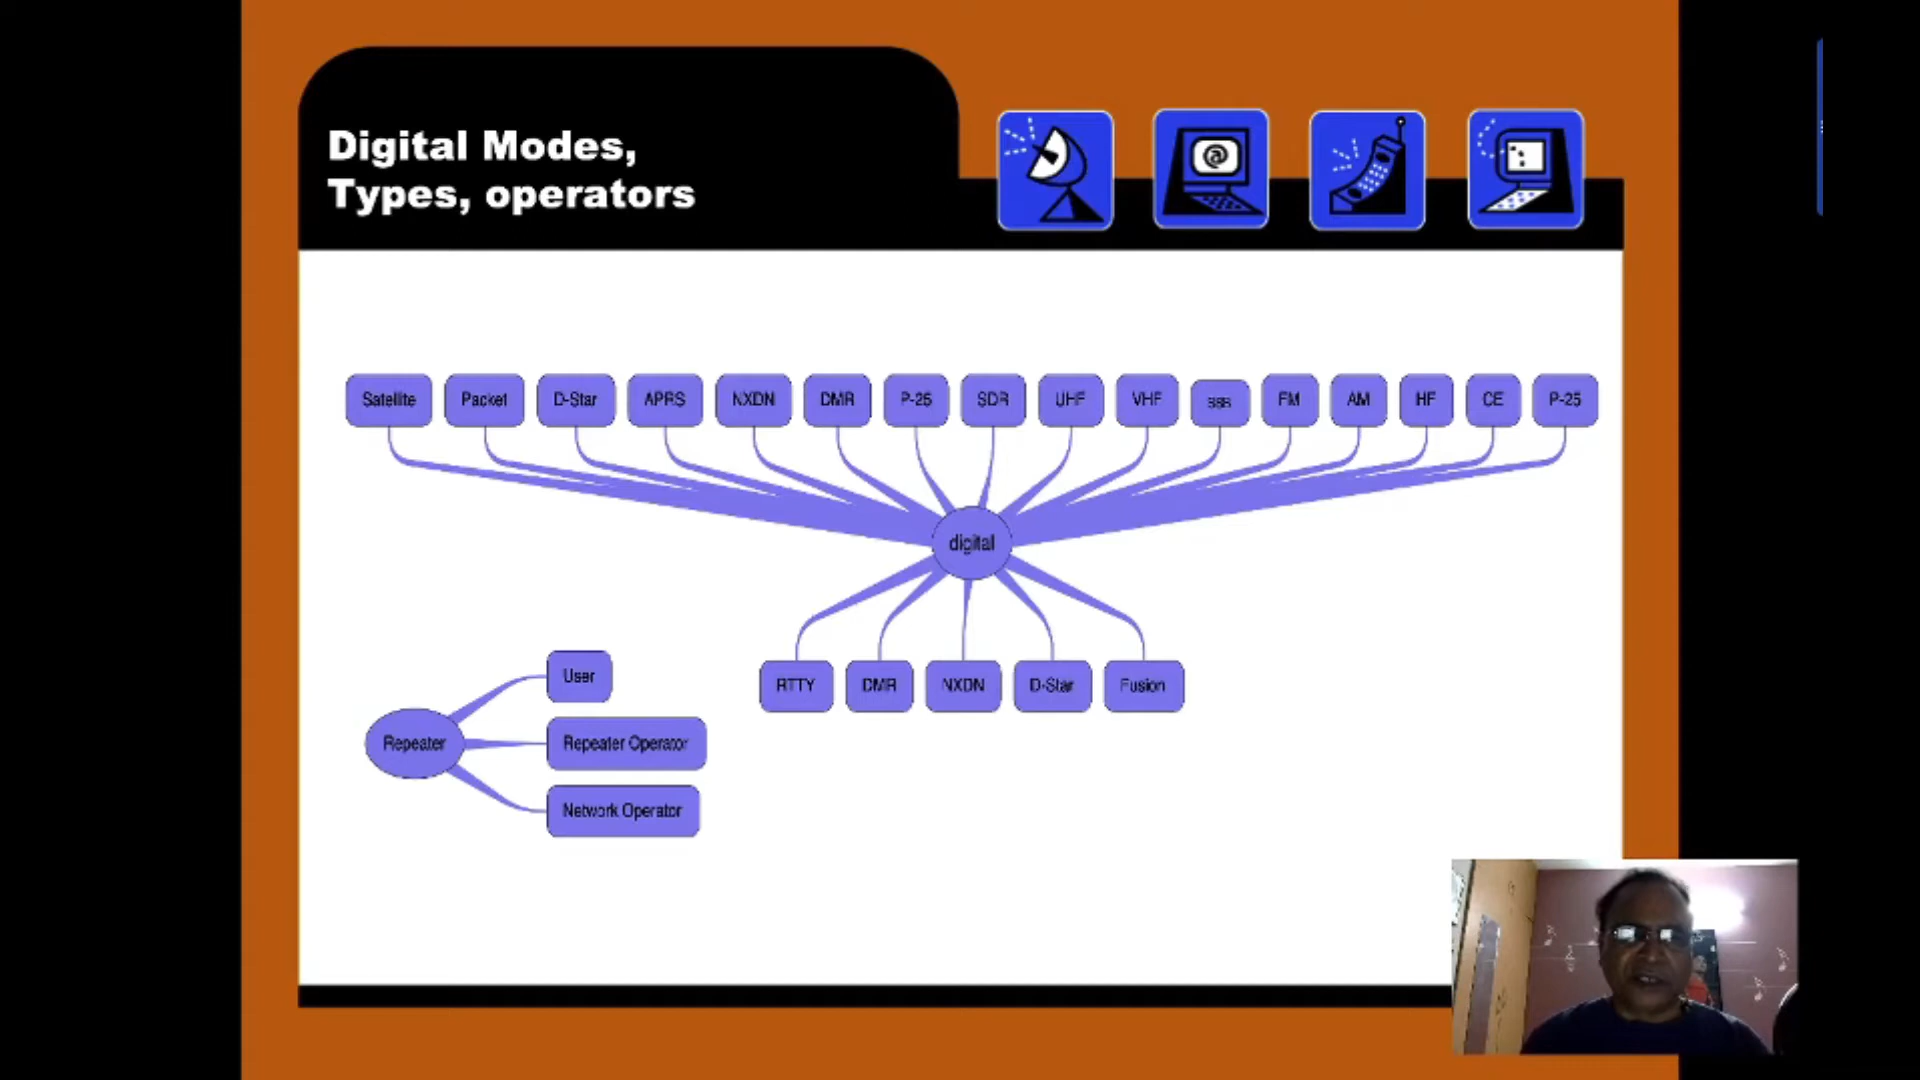 Digital Modes,
Types, operators
Satellite
Packet
D-Star
APRS
NXDN
DMR
P-25
SDR
UHF
VHF
SSB
FM
AM
HF
CE
P-25
digital
RTTY
DMR
NXDN
D-Star
Fusion
Repeater
User
Repeater Operator
Network Operator